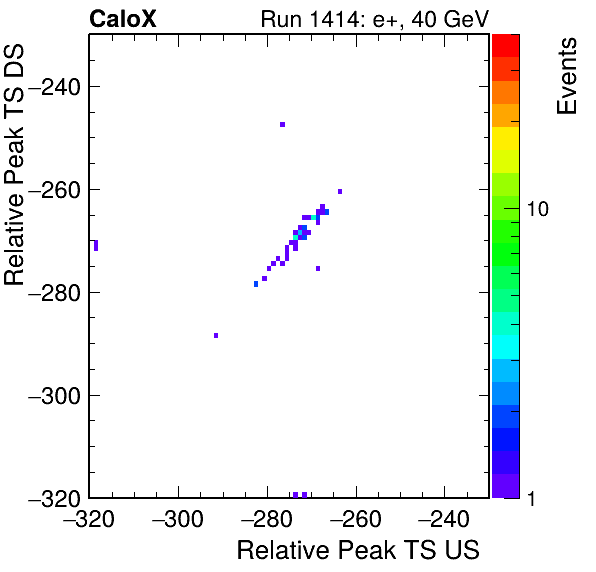 CaloX Run 1414: e+, 40 GeV
Relative Peak TS DS
−240
−260
−280
−300
−320
−320 −300 −280 −260 −240
Relative Peak TS US
Events
10
1